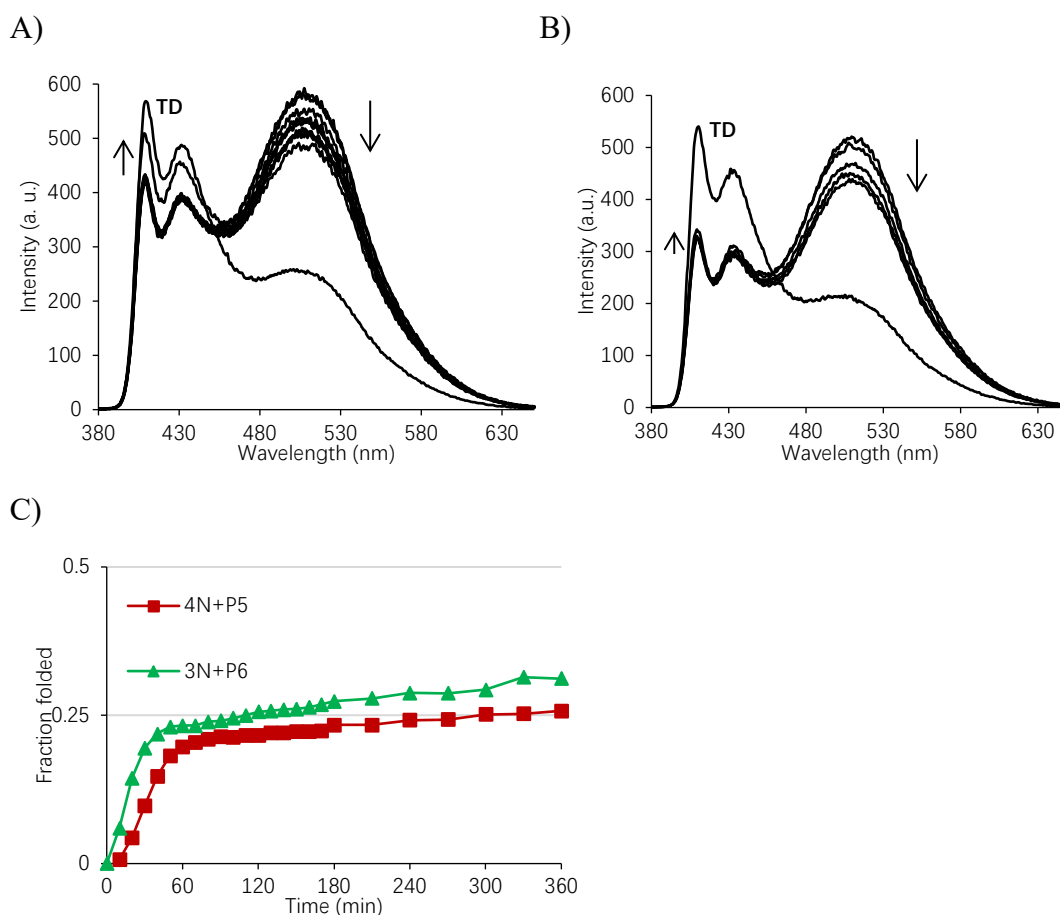 A)
B)
600
500
400
300
200
100
0
Intensity (a. u.)
TD
380 430 480 530 580 630
Wavelength (nm)
600
500
400
300
200
100
0
Intensity (a.u.)
TD
380 430 480 530 580 630
Wavelength (nm)
C)
0.5
0.25
0
Fraction folded
4N+P5
3N+P6
0 60 120 180 240 300 360
Time (min)